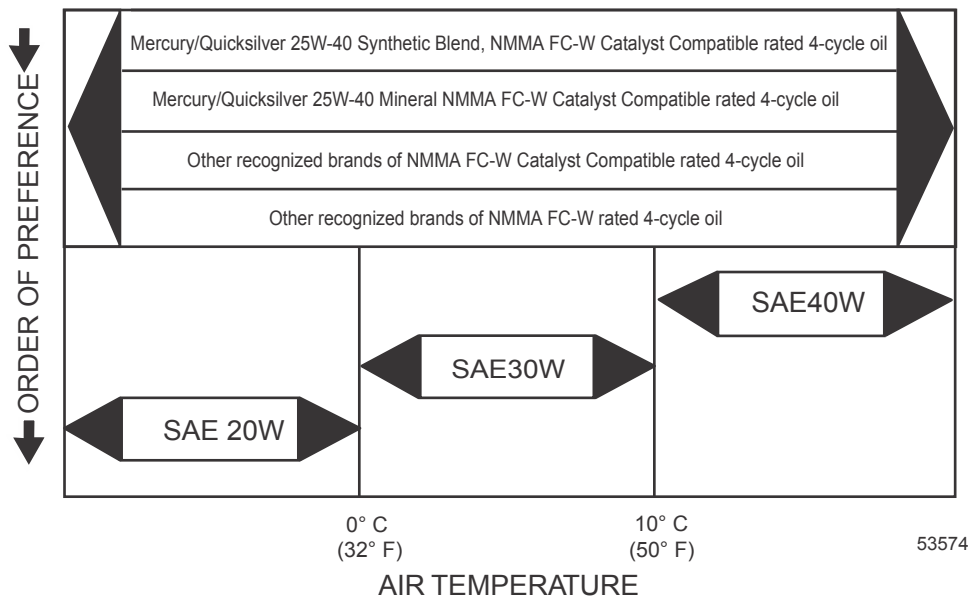 ORDER OF PREFERENCE
Mercury/Quicksilver 25W-40 Synthetic Blend, NMMA FC-W Catalyst Compatible rated 4-cycle oil
Mercury/Quicksilver 25W-40 Mineral NMMA FC-W Catalyst Compatible rated 4-cycle oil
Other recognized brands of NMMA FC-W Catalyst Compatible rated 4-cycle oil
Other recognized brands of NMMA FC-W rated 4-cycle oil
SAE40W
SAE30W
SAE 20W
0° C
(32° F)
10° C
(50° F)
53574
AIR TEMPERATURE